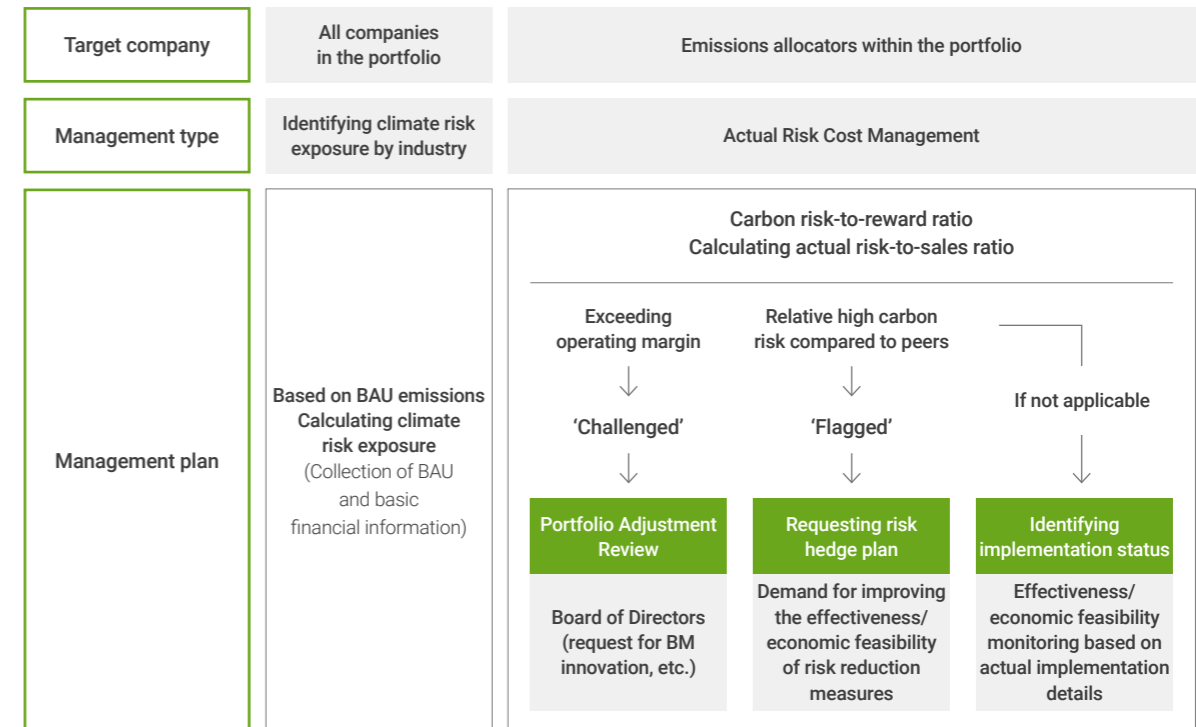 Target company
All companies
in the portfolio
Emissions allocators within the portfolio
Management type
Identifying climate risk
exposure by industry
Actual Risk Cost Management
Management plan
Based on BAU emissions
Calculating climate
risk exposure
(Collection of BAU
and basic
financial information)
Carbon risk-to-reward ratio
Calculating actual risk-to-sales ratio
Exceeding
operating margin
‘Challenged’
Portfolio Adjustment
Review
Board of Directors
(request for BM
innovation, etc.)
Relative high carbon
risk compared to peers
‘Flagged’
Requesting risk
hedge plan
Demand for improving
the effectiveness/
economic feasibility
of risk reduction
measures
If not applicable
Identifying
implementation status
Effectiveness/
economic feasibility
monitoring based on
actual implementation
details